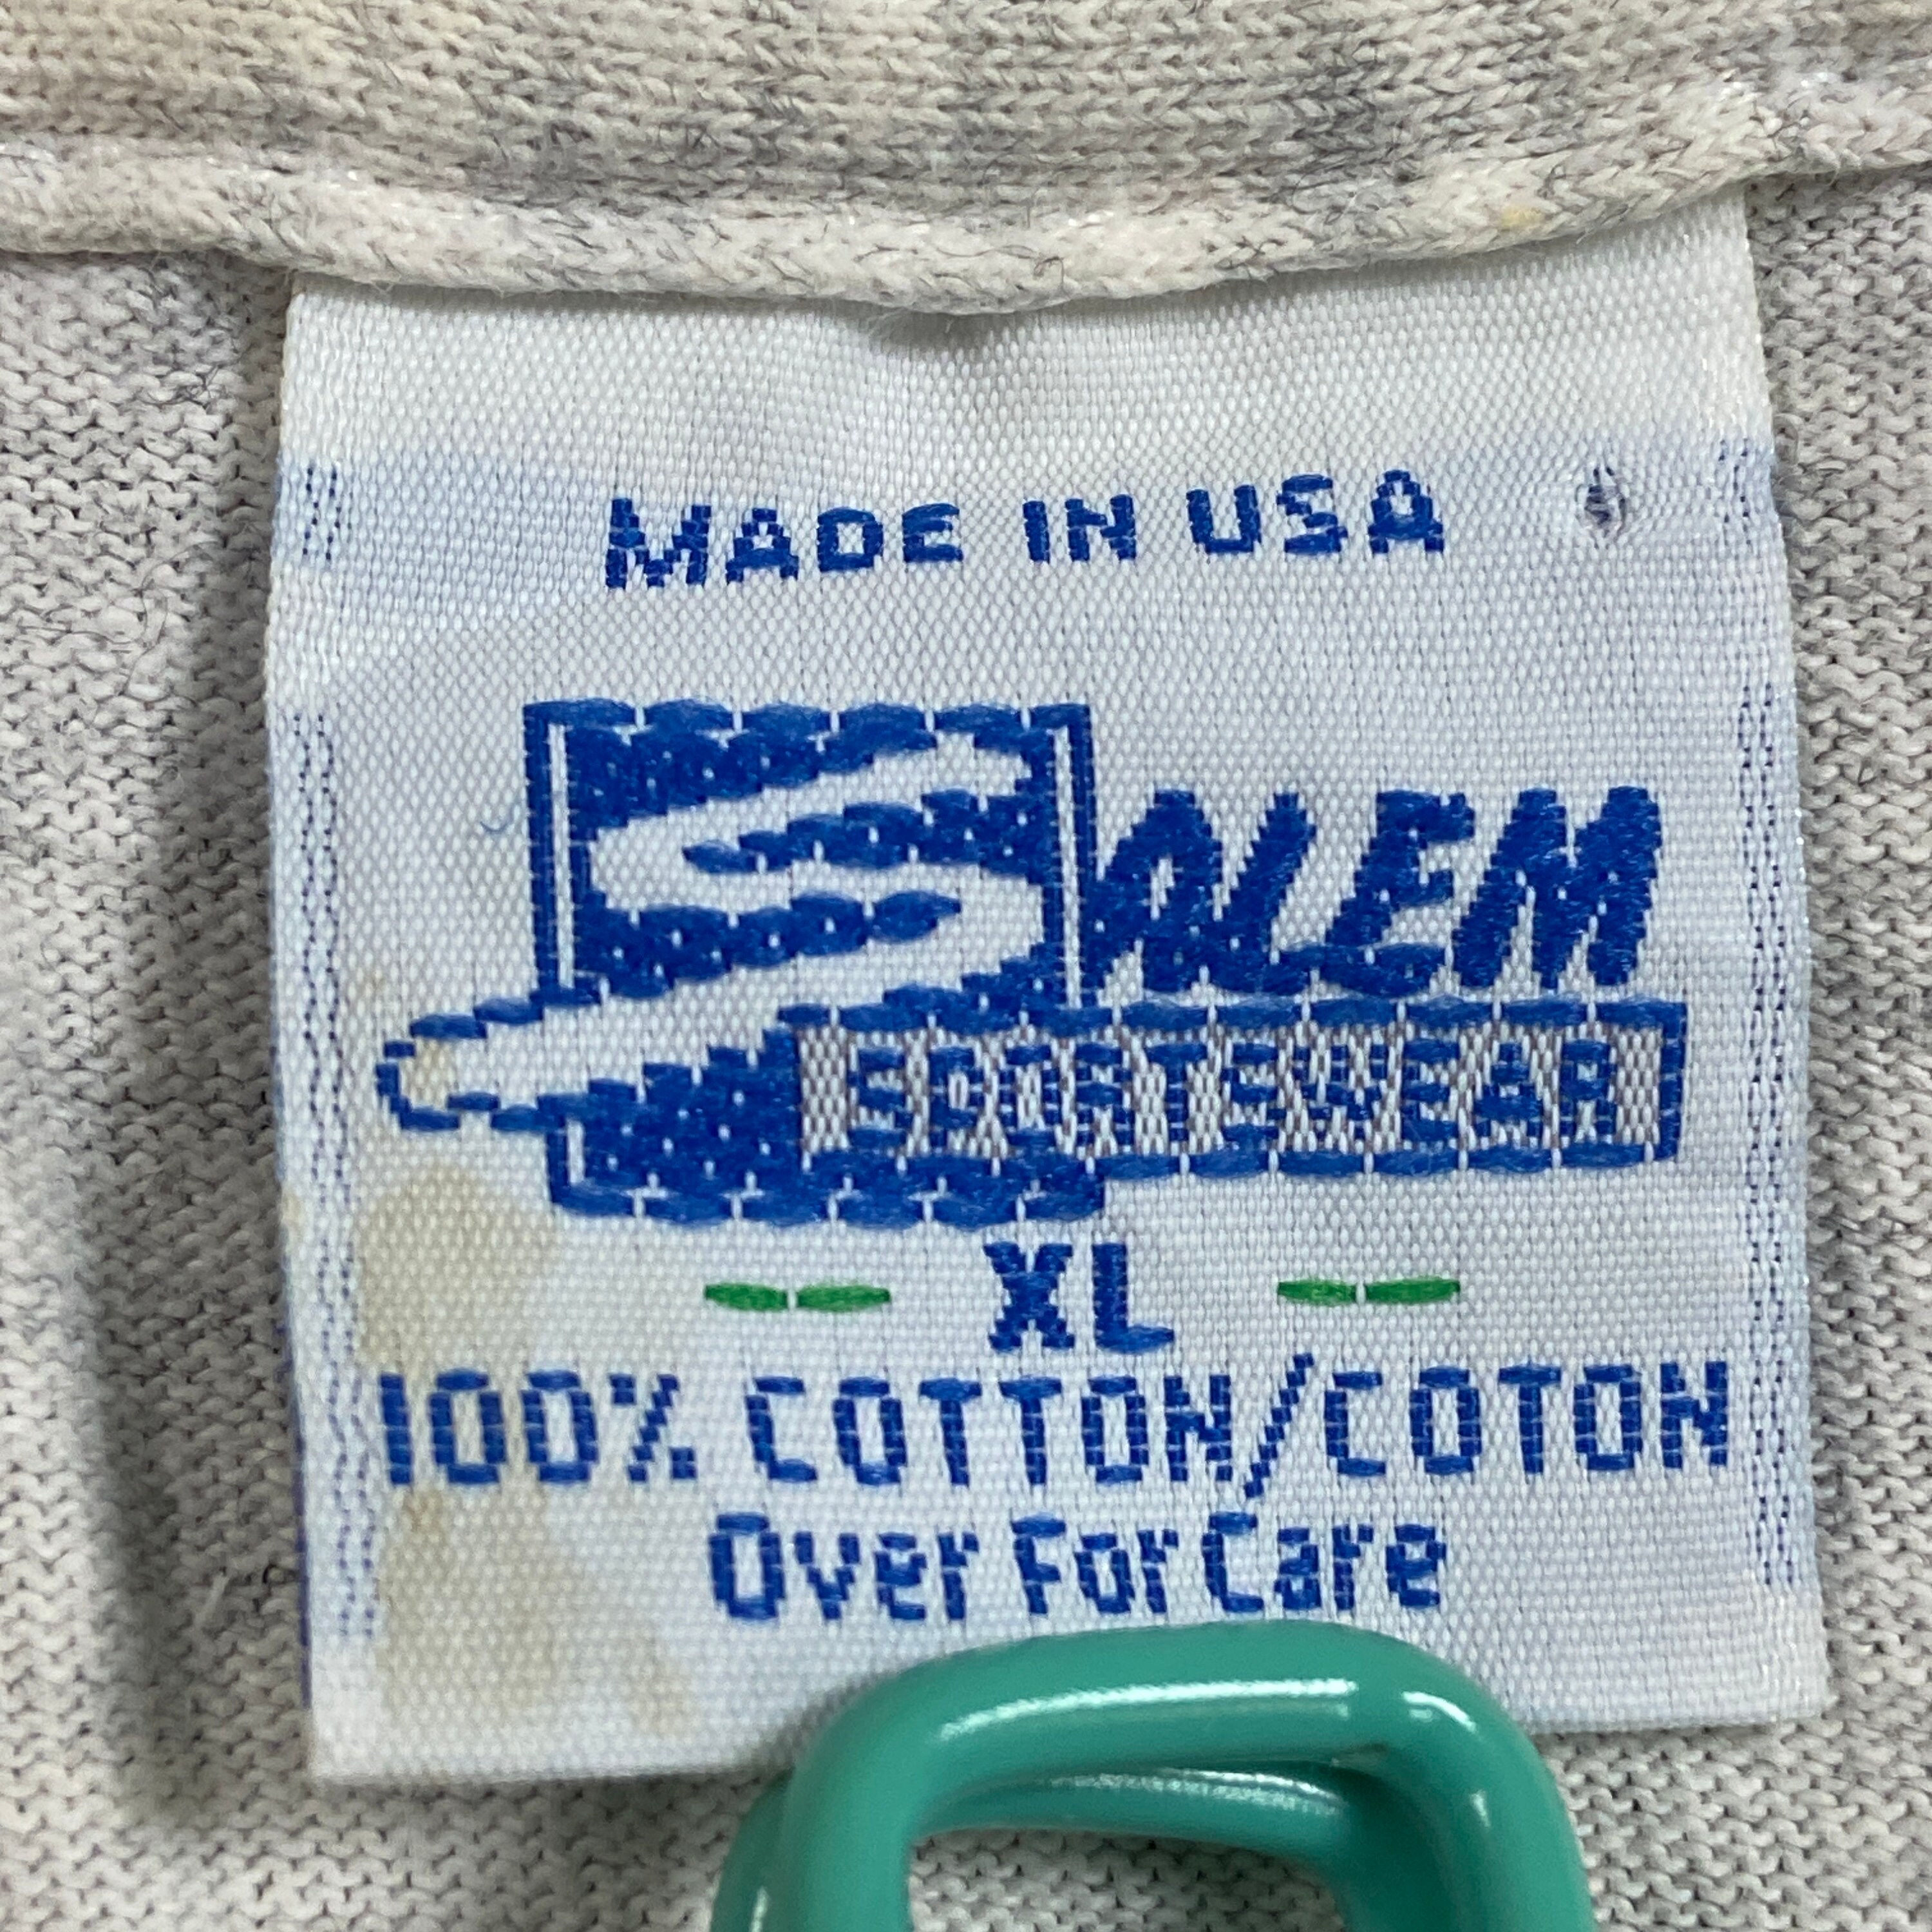 MADE IN USA
SALEM
SPORTSWEAR
XL
100% COTTON/COTON
Over For Care